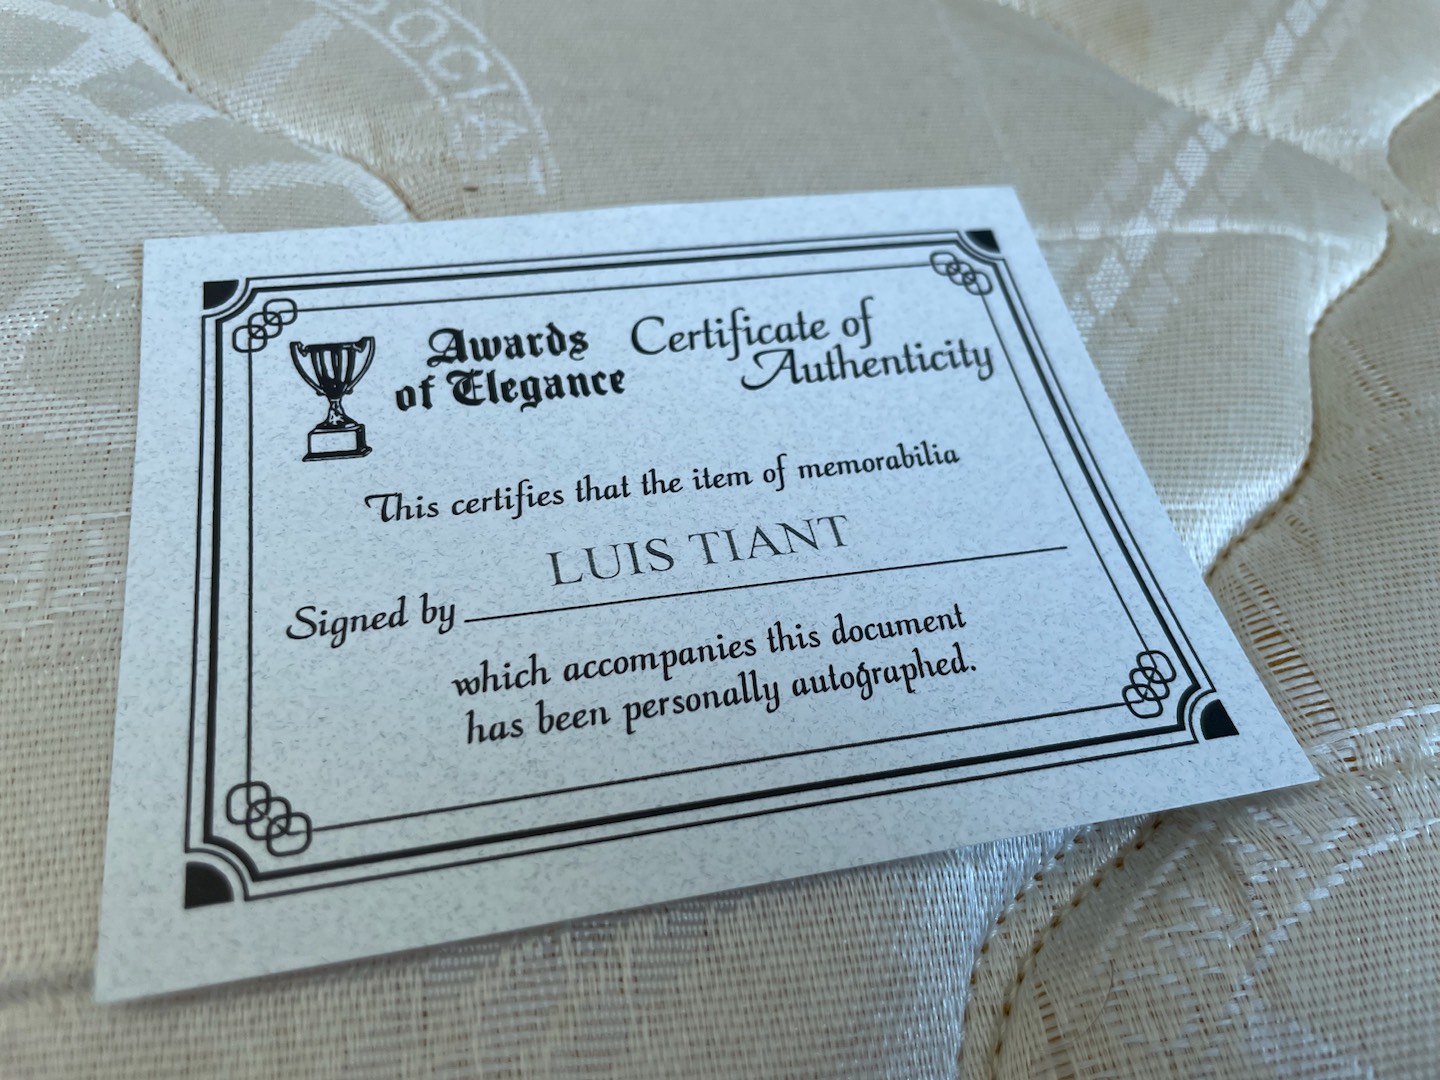 Awards
of Elegance
Certificate of
Authenticity
This certifies that the item of memorabilia
LUIS TIANT
Signed by
which accompanies this document
has been personally autographed.